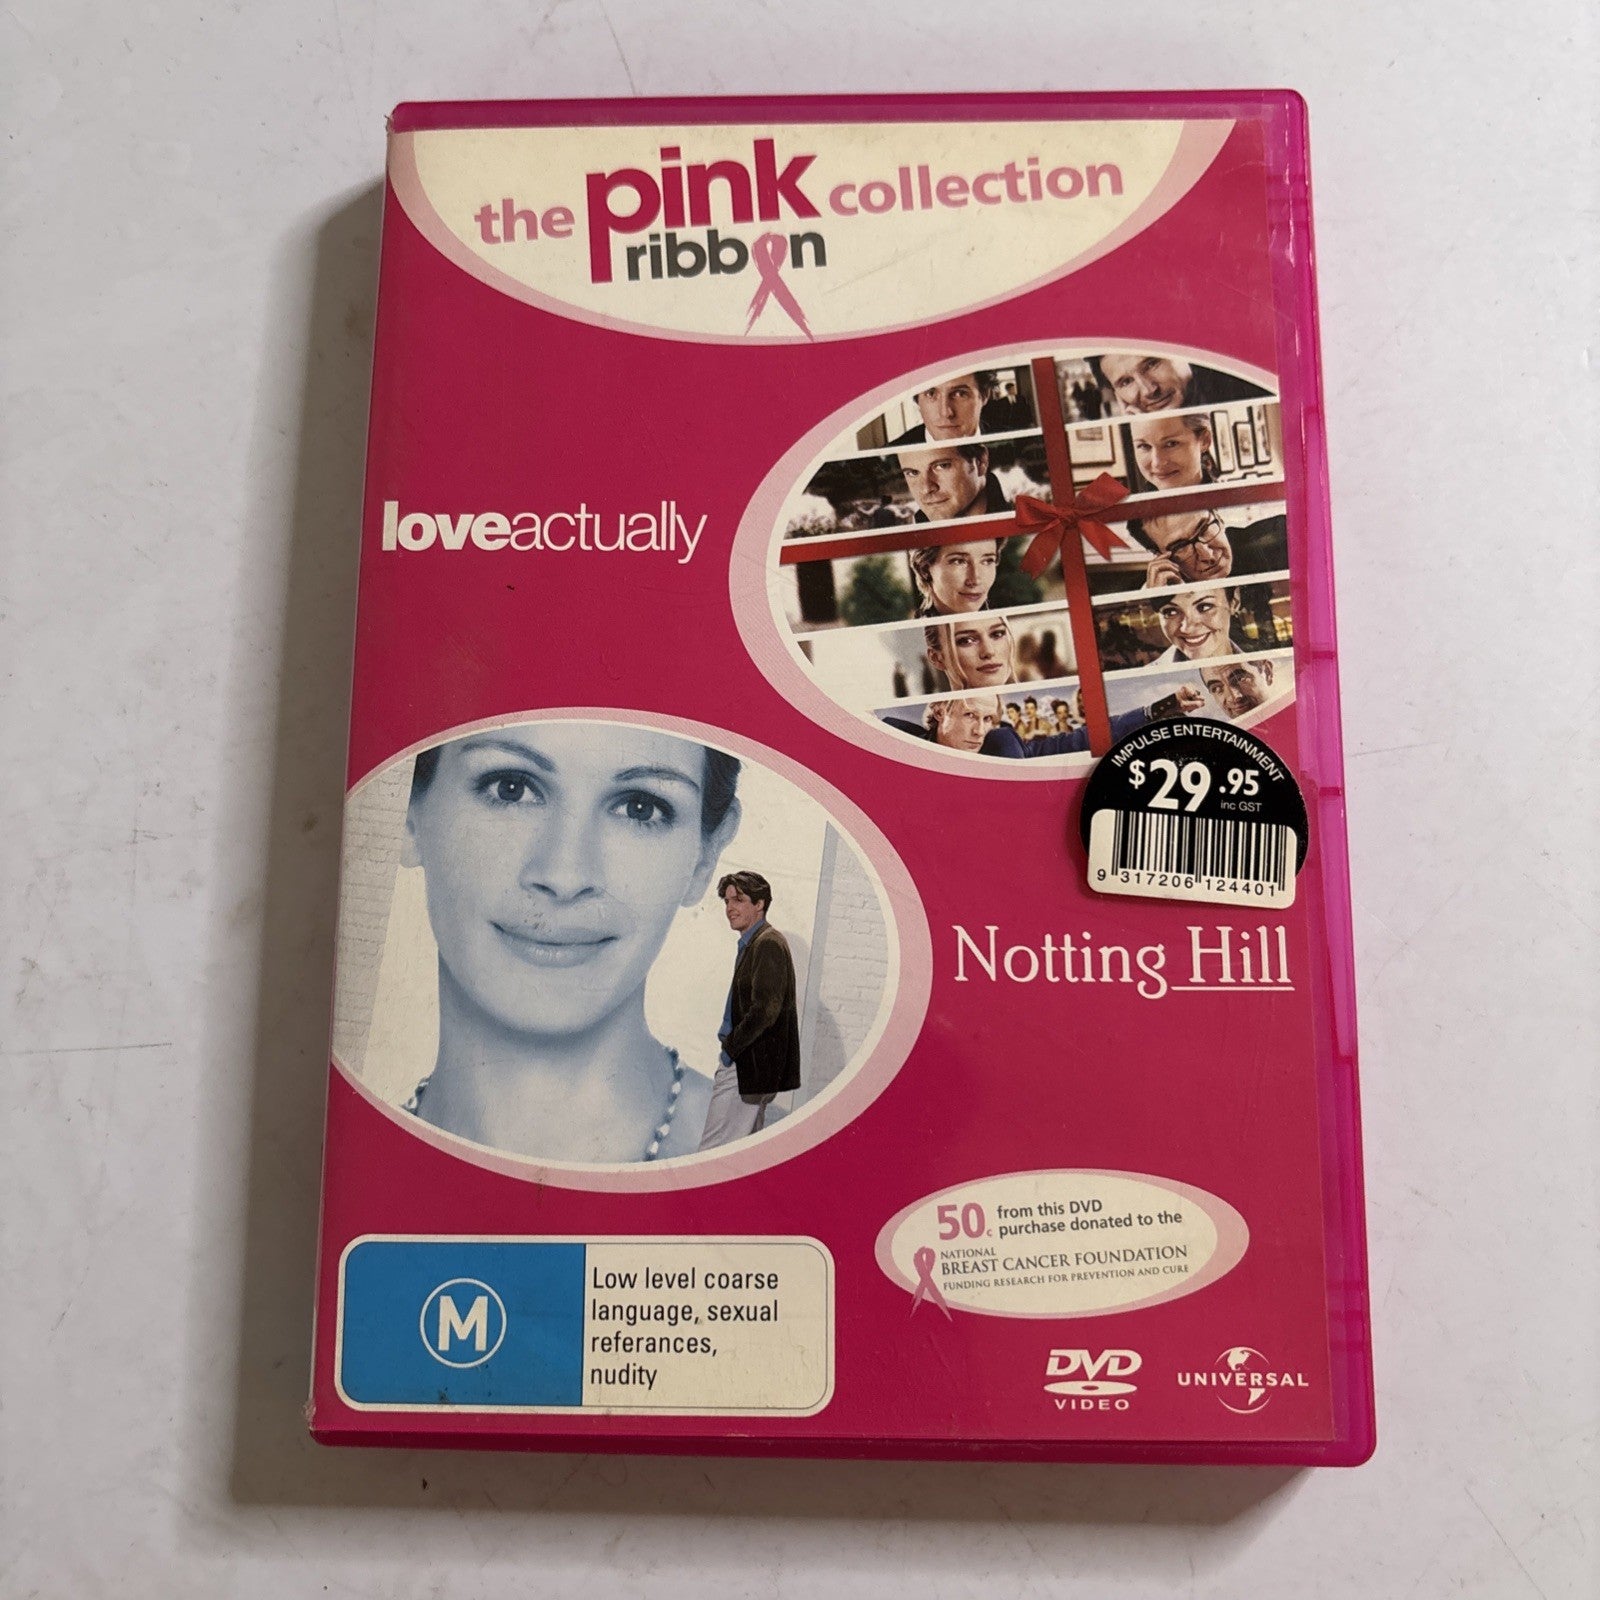 the pink ribbon collection
loveactually
IMPULSE ENTERTAINMENT
$29.95
inc GST
9 317206 124401
Notting Hill
50c from this DVD
purchase donated to the
NATIONAL
BREAST CANCER FOUNDATION
FUNDING RESEARCH FOR PREVENTION AND CURE
M
Low level coarse
language, sexual
referances,
nudity
DVD
VIDEO
UNIVERSAL